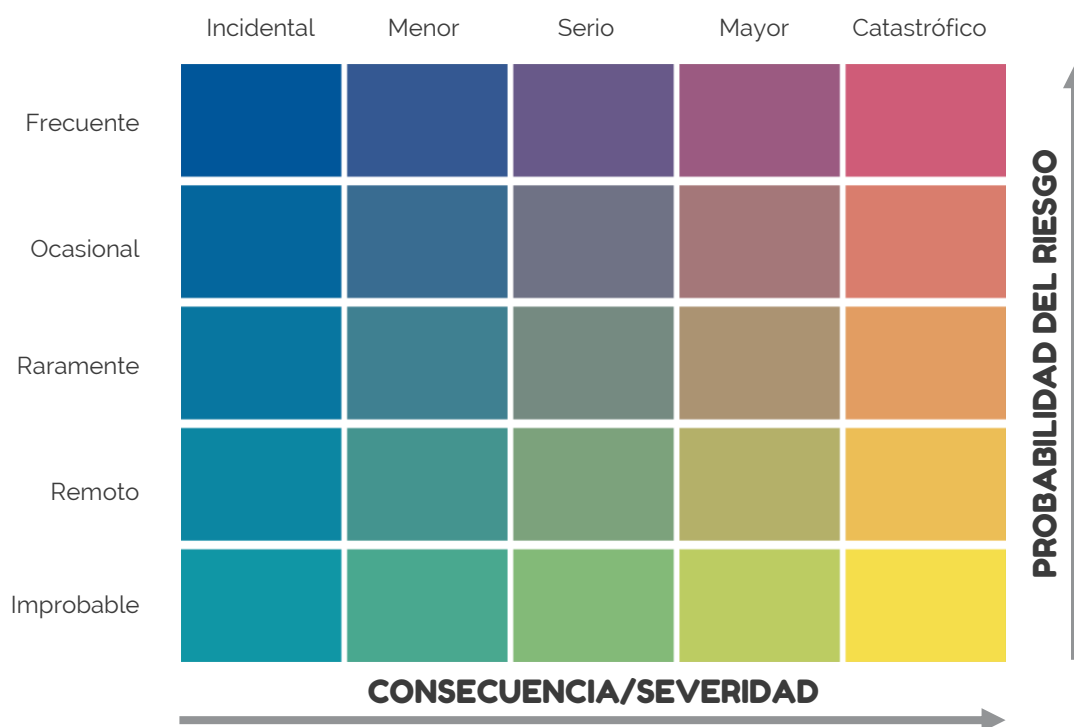 Incidental Menor Serio Mayor Catastrófico
Frecuente
Ocasional
Raramente
Remoto
Improbable
PROBABILIDAD DEL RIESGO
CONSECUENCIA/SEVERIDAD